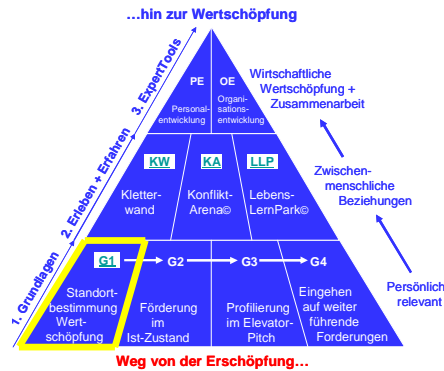 …hin zur Wertschöpfung
3. ExpertTools
2. Erleben + Erfahren
1. Grundlagen
PE
Personal-
entwicklung
OE
Organi-
sations-
entwicklung
KW
Kletter-
wand
KA
Konflikt-
Arena©
LLP
Lebens-
LernPark©
G1
Standort-
bestimmung
Wert-
schöpfung
G2
Förderung
im
Ist-Zustand
G3
Profilierung
im Elevator-
Pitch
G4
Eingehen
auf weiter
führende
Forderungen
Wirtschaftliche
Wertschöpfung +
Zusammenarbeit
Zwischen-
menschliche
Beziehungen
Persönlich
relevant
Weg von der Erschöpfung…